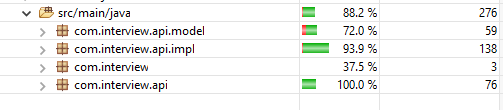 src/main/java 88.2 % 276
com.interview.api.model 72.0 % 59
com.interview.api.impl 93.9 % 138
com.interview 37.5 % 3
com.interview.api 100.0 % 76